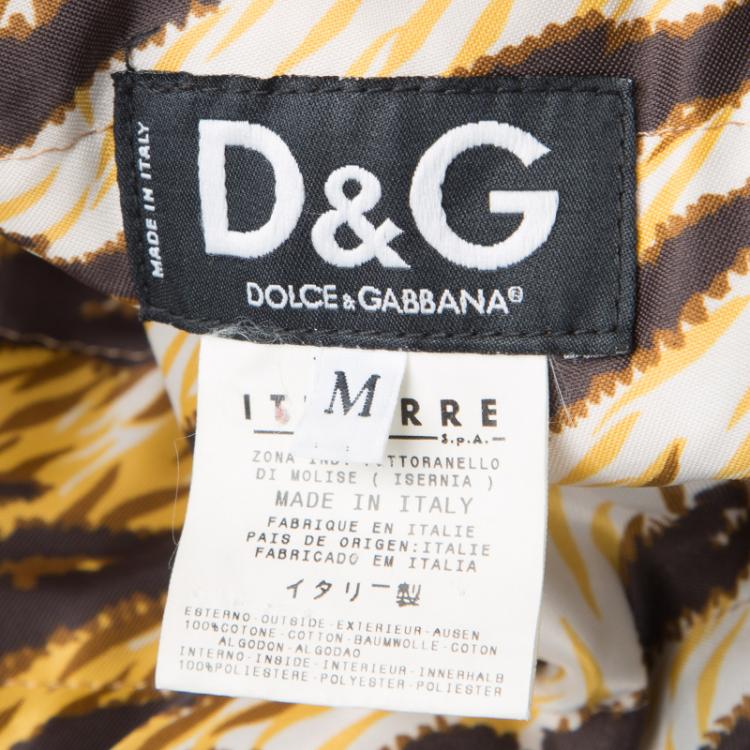 MADE IN ITALY
D&G
DOLCE & GABBANA®
M
IT RRE
S.p.A.
ZONA IND. PETTORANELLO
DI MOLISE ( ISERNIA )
MADE IN ITALY
FABRIQUE EN ITALIE
PAIS DE ORIGEN:ITALIE
FABRICADO EM ITALIA
イタリー製
ESTERNO-OUTSIDE-EXTERIEUR-AUSEN
100%COTONE-COTTON-BAUMWOLLE-COTON
ALGODON-ALGODAO
INTERNO-INSIDE-INTERIEUR-INNERHALB
100%POLIESTERE-POLYESTER-POLIESTER